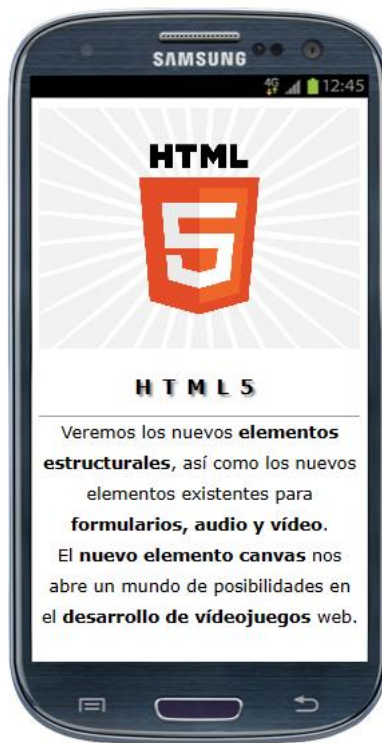 SAMSUNG
4G 12:45
HTML
5
HTML5
Veremos los nuevos elementos
estructurales, así como los nuevos
elementos existentes para
formularios, audio y vídeo.
El nuevo elemento canvas nos
abre un mundo de posibilidades en
el desarrollo de vídejuegos web.